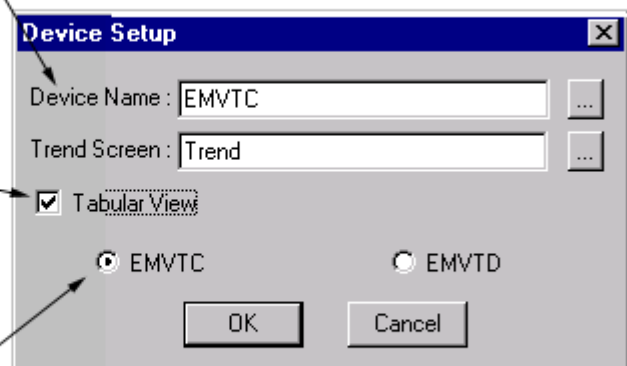 Device Setup
Device Name : EMVTC ...
Trend Screen : Trend ...
Tabular View
EMVTC EMVTD
OK Cancel